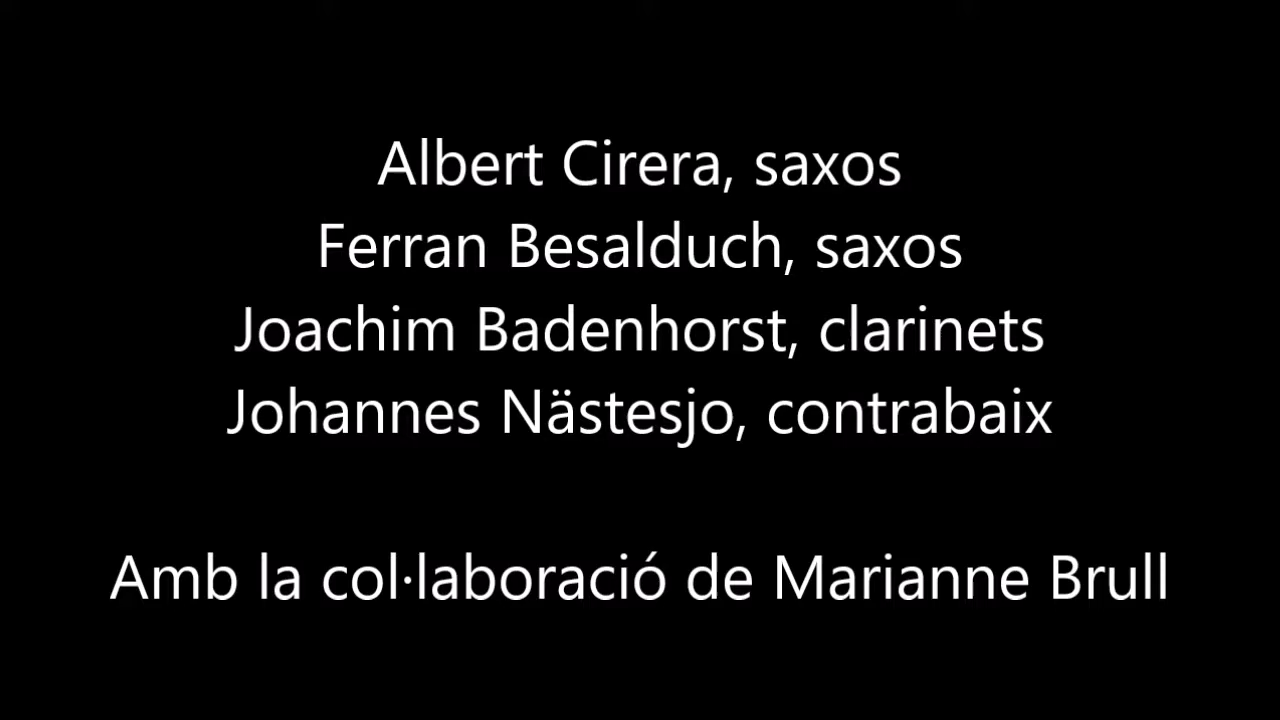 Albert Cirera, saxos
Ferran Besalduch, saxos
Joachim Badenhorst, clarinets
Johannes Nästesjo, contrabaix
Amb la col·laboració de Marianne Brull